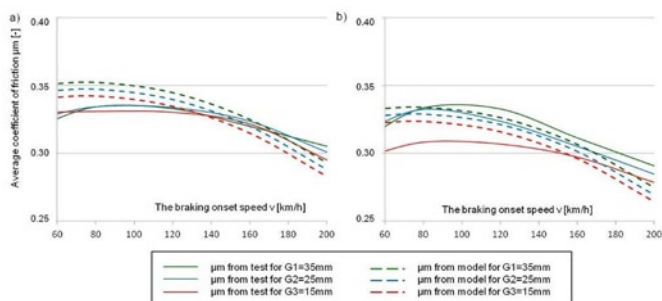 a)
b)
0.40
0.35
0.30
0.25
Average coefficient of friction µm [-]
The braking onset speed v [km/h]
60 80 100 120 140 160 180 200
0.40
0.35
0.30
0.25
The braking onset speed v [km/h]
60 80 100 120 140 160 180 200
µm from test for G1=35mm
µm from model for G1=35mm
µm from test for G2=25mm
µm from model for G2=25mm
µm from test for G3=15mm
µm from model for G3=15mm